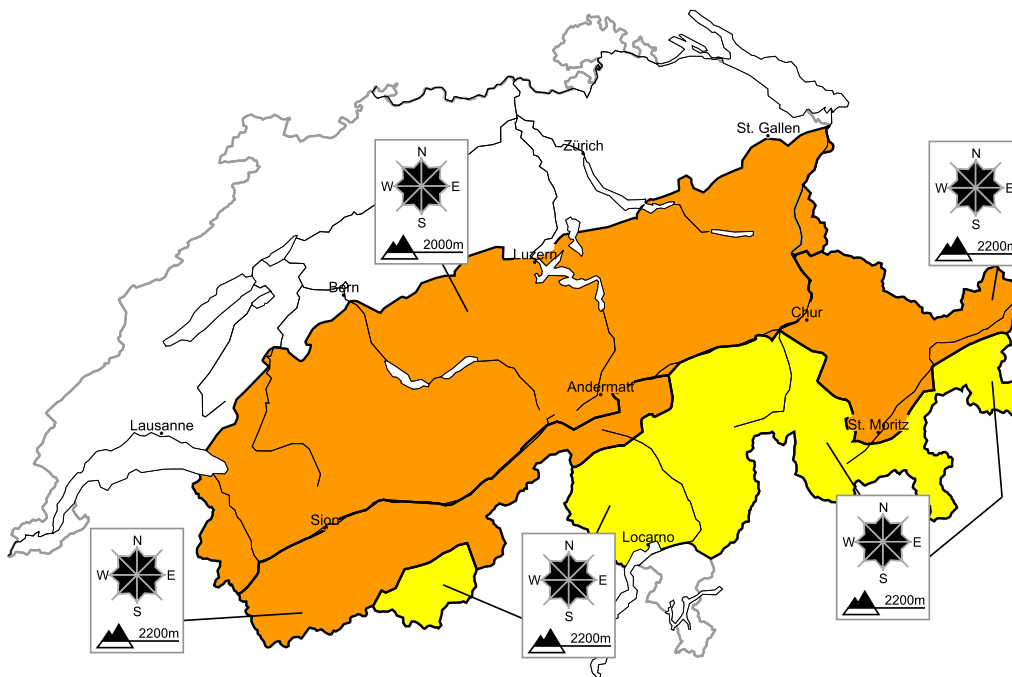 St. Gallen
Zürich
N
W E
S
2000m
N
W E
S
2200m
Luzern
Bern
Chur
Andermatt
Lausanne
St. Moritz
Sion
Locarno
N
W E
S
2200m
N
W E
S
2200m
N
W E
S
2200m